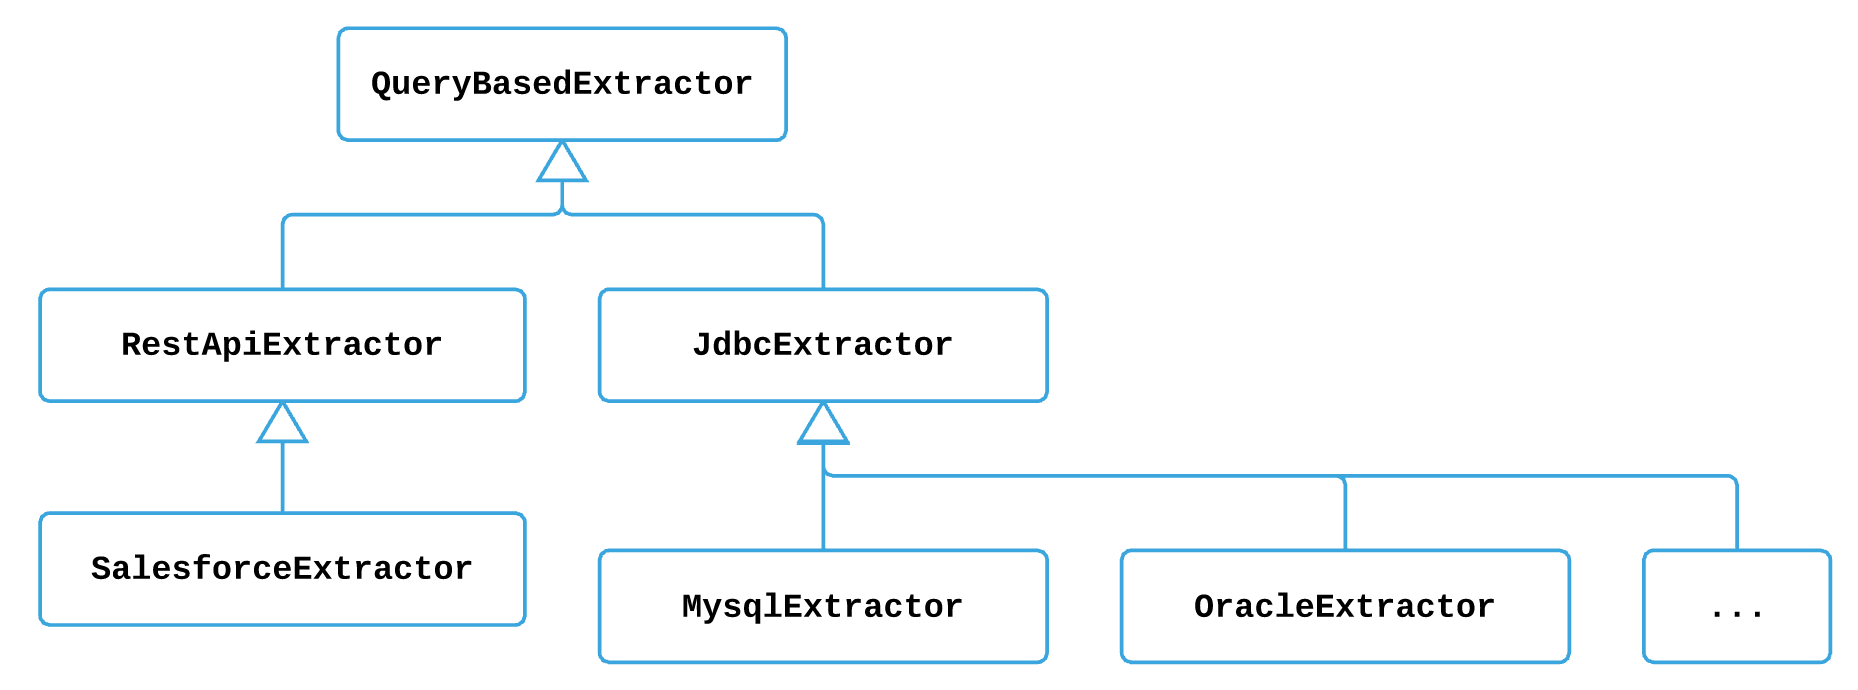 QueryBasedExtractor
RestApiExtractor
JdbcExtractor
SalesforceExtractor
MysqlExtractor
OracleExtractor
...